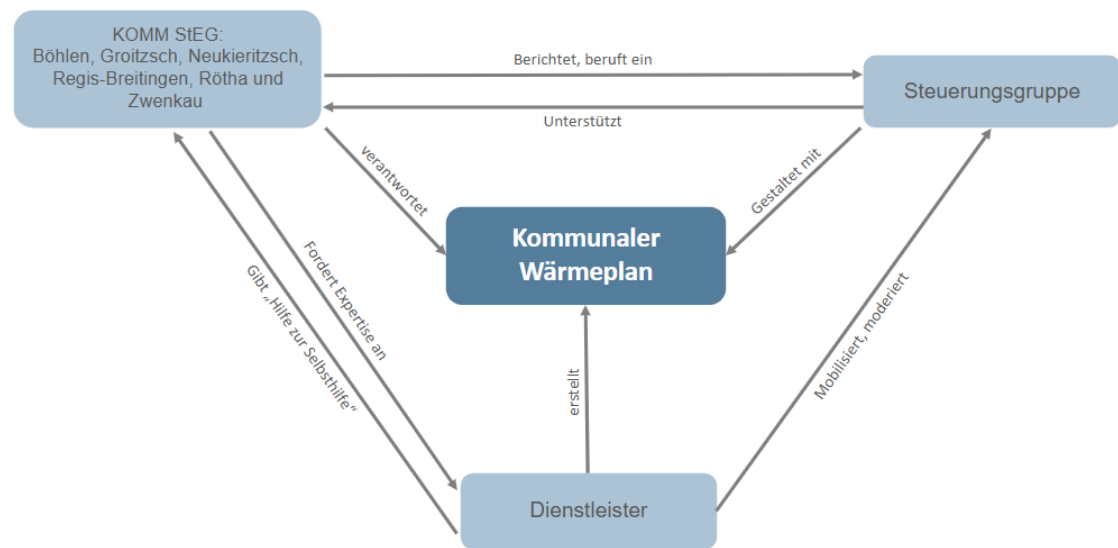 KOMM StEG:
Böhlen, Groitzsch, Neukieritzsch,
Regis-Breitingen, Rötha und
Zwenkau
Berichtet, beruft ein
Steuerungsgruppe
Unterstützt
verantwortet
Gestaltet mit
Kommunaler
Wärmeplan
Fordert Expertise an
Gibt „Hilfe zur Selbsthilfe“
erstellt
Mobilisiert, moderiert
Dienstleister